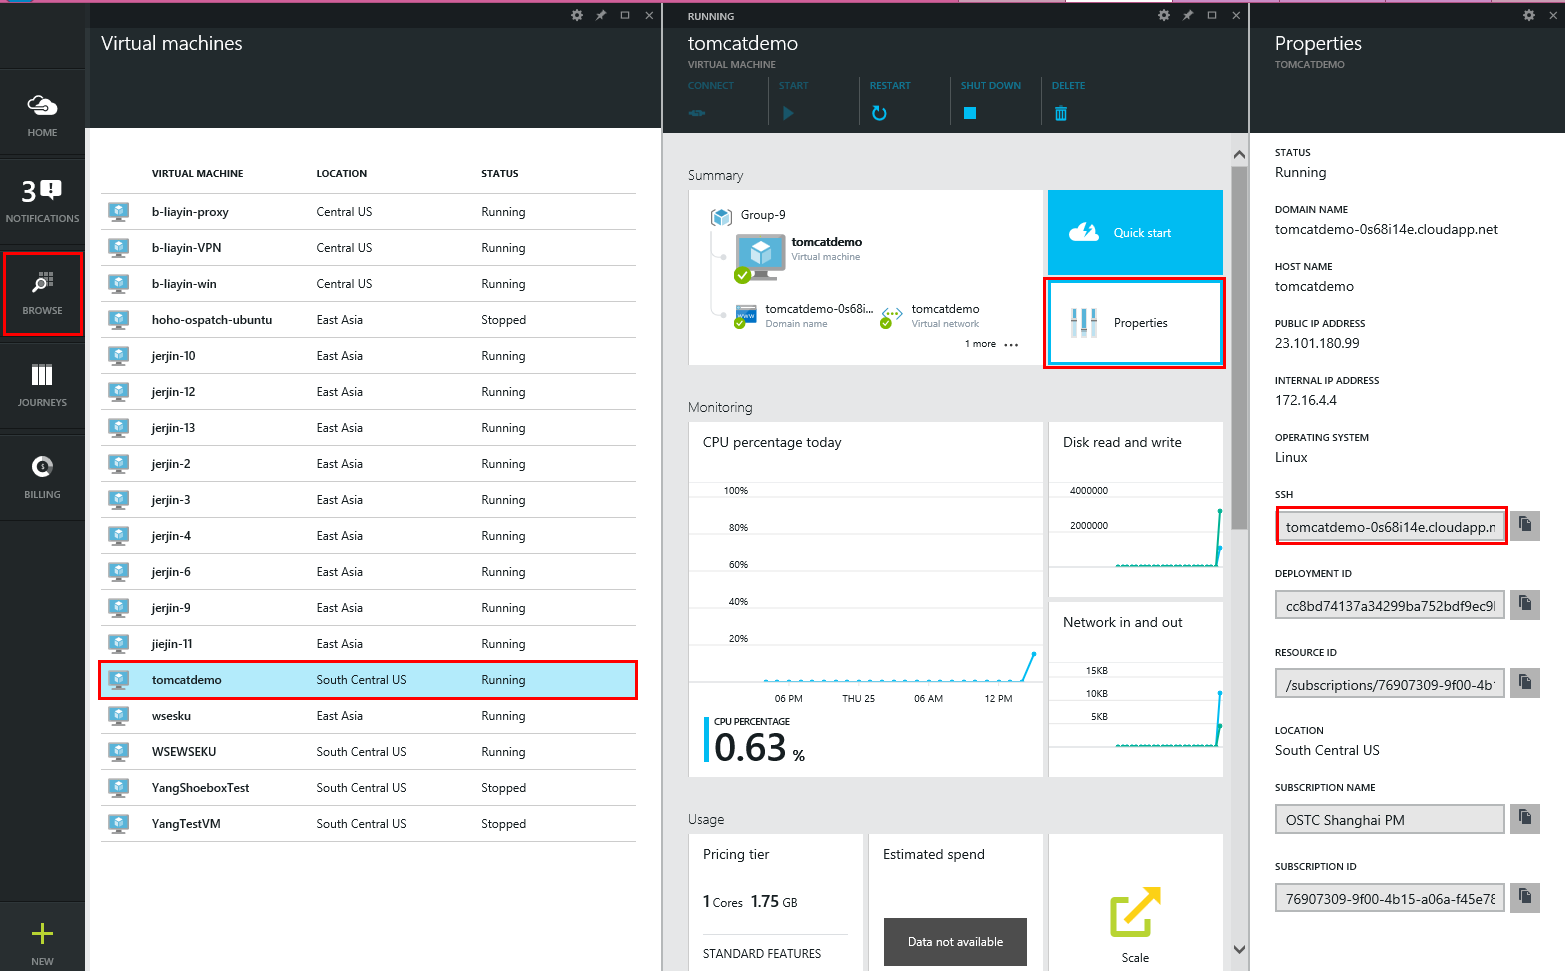 HOME
3
NOTIFICATIONS
BROWSE
JOURNEYS
BILLING
NEW
Virtual machines
VIRTUAL MACHINE LOCATION STATUS
b-liayin-proxy Central US Running
b-liayin-VPN Central US Running
b-liayin-win Central US Running
hoho-ospatch-ubuntu East Asia Stopped
jerjin-10 East Asia Running
jerjin-12 East Asia Running
jerjin-13 East Asia Running
jerjin-2 East Asia Running
jerjin-3 East Asia Running
jerjin-4 East Asia Running
jerjin-6 East Asia Running
jerjin-9 East Asia Running
jiejin-11 East Asia Running
tomcatdemo South Central US Running
wsesku East Asia Running
WSEWSEKU South Central US Running
YangShoeboxTest South Central US Stopped
YangTestVM South Central US Stopped
RUNNING
tomcatdemo
VIRTUAL MACHINE
CONNECT START RESTART SHUT DOWN DELETE
Summary
Group-9
tomcatdemo
Virtual machine
tomcatdemo-0s68i... tomcatdemo
Domain name Virtual network
1 more ...
Quick start
Properties
Monitoring
CPU percentage today
100%
80%
60%
40%
20%
06 PM THU 25 06 AM 12 PM
CPU PERCENTAGE
0.63 %
Disk read and write
4000000
2000000
Network in and out
15KB
10KB
5KB
Usage
Pricing tier
1 Cores 1.75 GB
STANDARD FEATURES
Estimated spend
Data not available
Scale
Properties
TOMCATDEMO
STATUS
Running
DOMAIN NAME
tomcatdemo-0s68i14e.cloudapp.net
HOST NAME
tomcatdemo
PUBLIC IP ADDRESS
23.101.180.99
INTERNAL IP ADDRESS
172.16.4.4
OPERATING SYSTEM
Linux
SSH
tomcatdemo-0s68i14e.cloudapp.n
DEPLOYMENT ID
cc8bd74137a34299ba752bdf9ec9
RESOURCE ID
/subscriptions/76907309-9f00-4b
LOCATION
South Central US
SUBSCRIPTION NAME
OSTC Shanghai PM
SUBSCRIPTION ID
76907309-9f00-4b15-a06a-f45e78